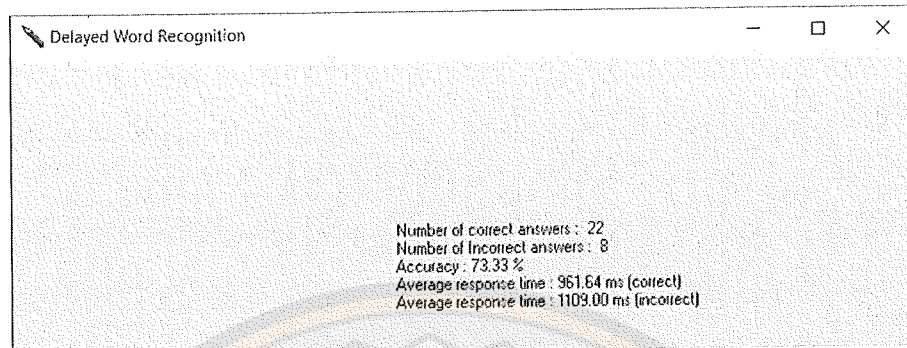 Delayed Word Recognition
Number of correct answers : 22
Number of Incorrect answers : 8
Accuracy : 73.33 %
Average response time : 961.64 ms (correct)
Average response time : 1109.00 ms (incorrect)